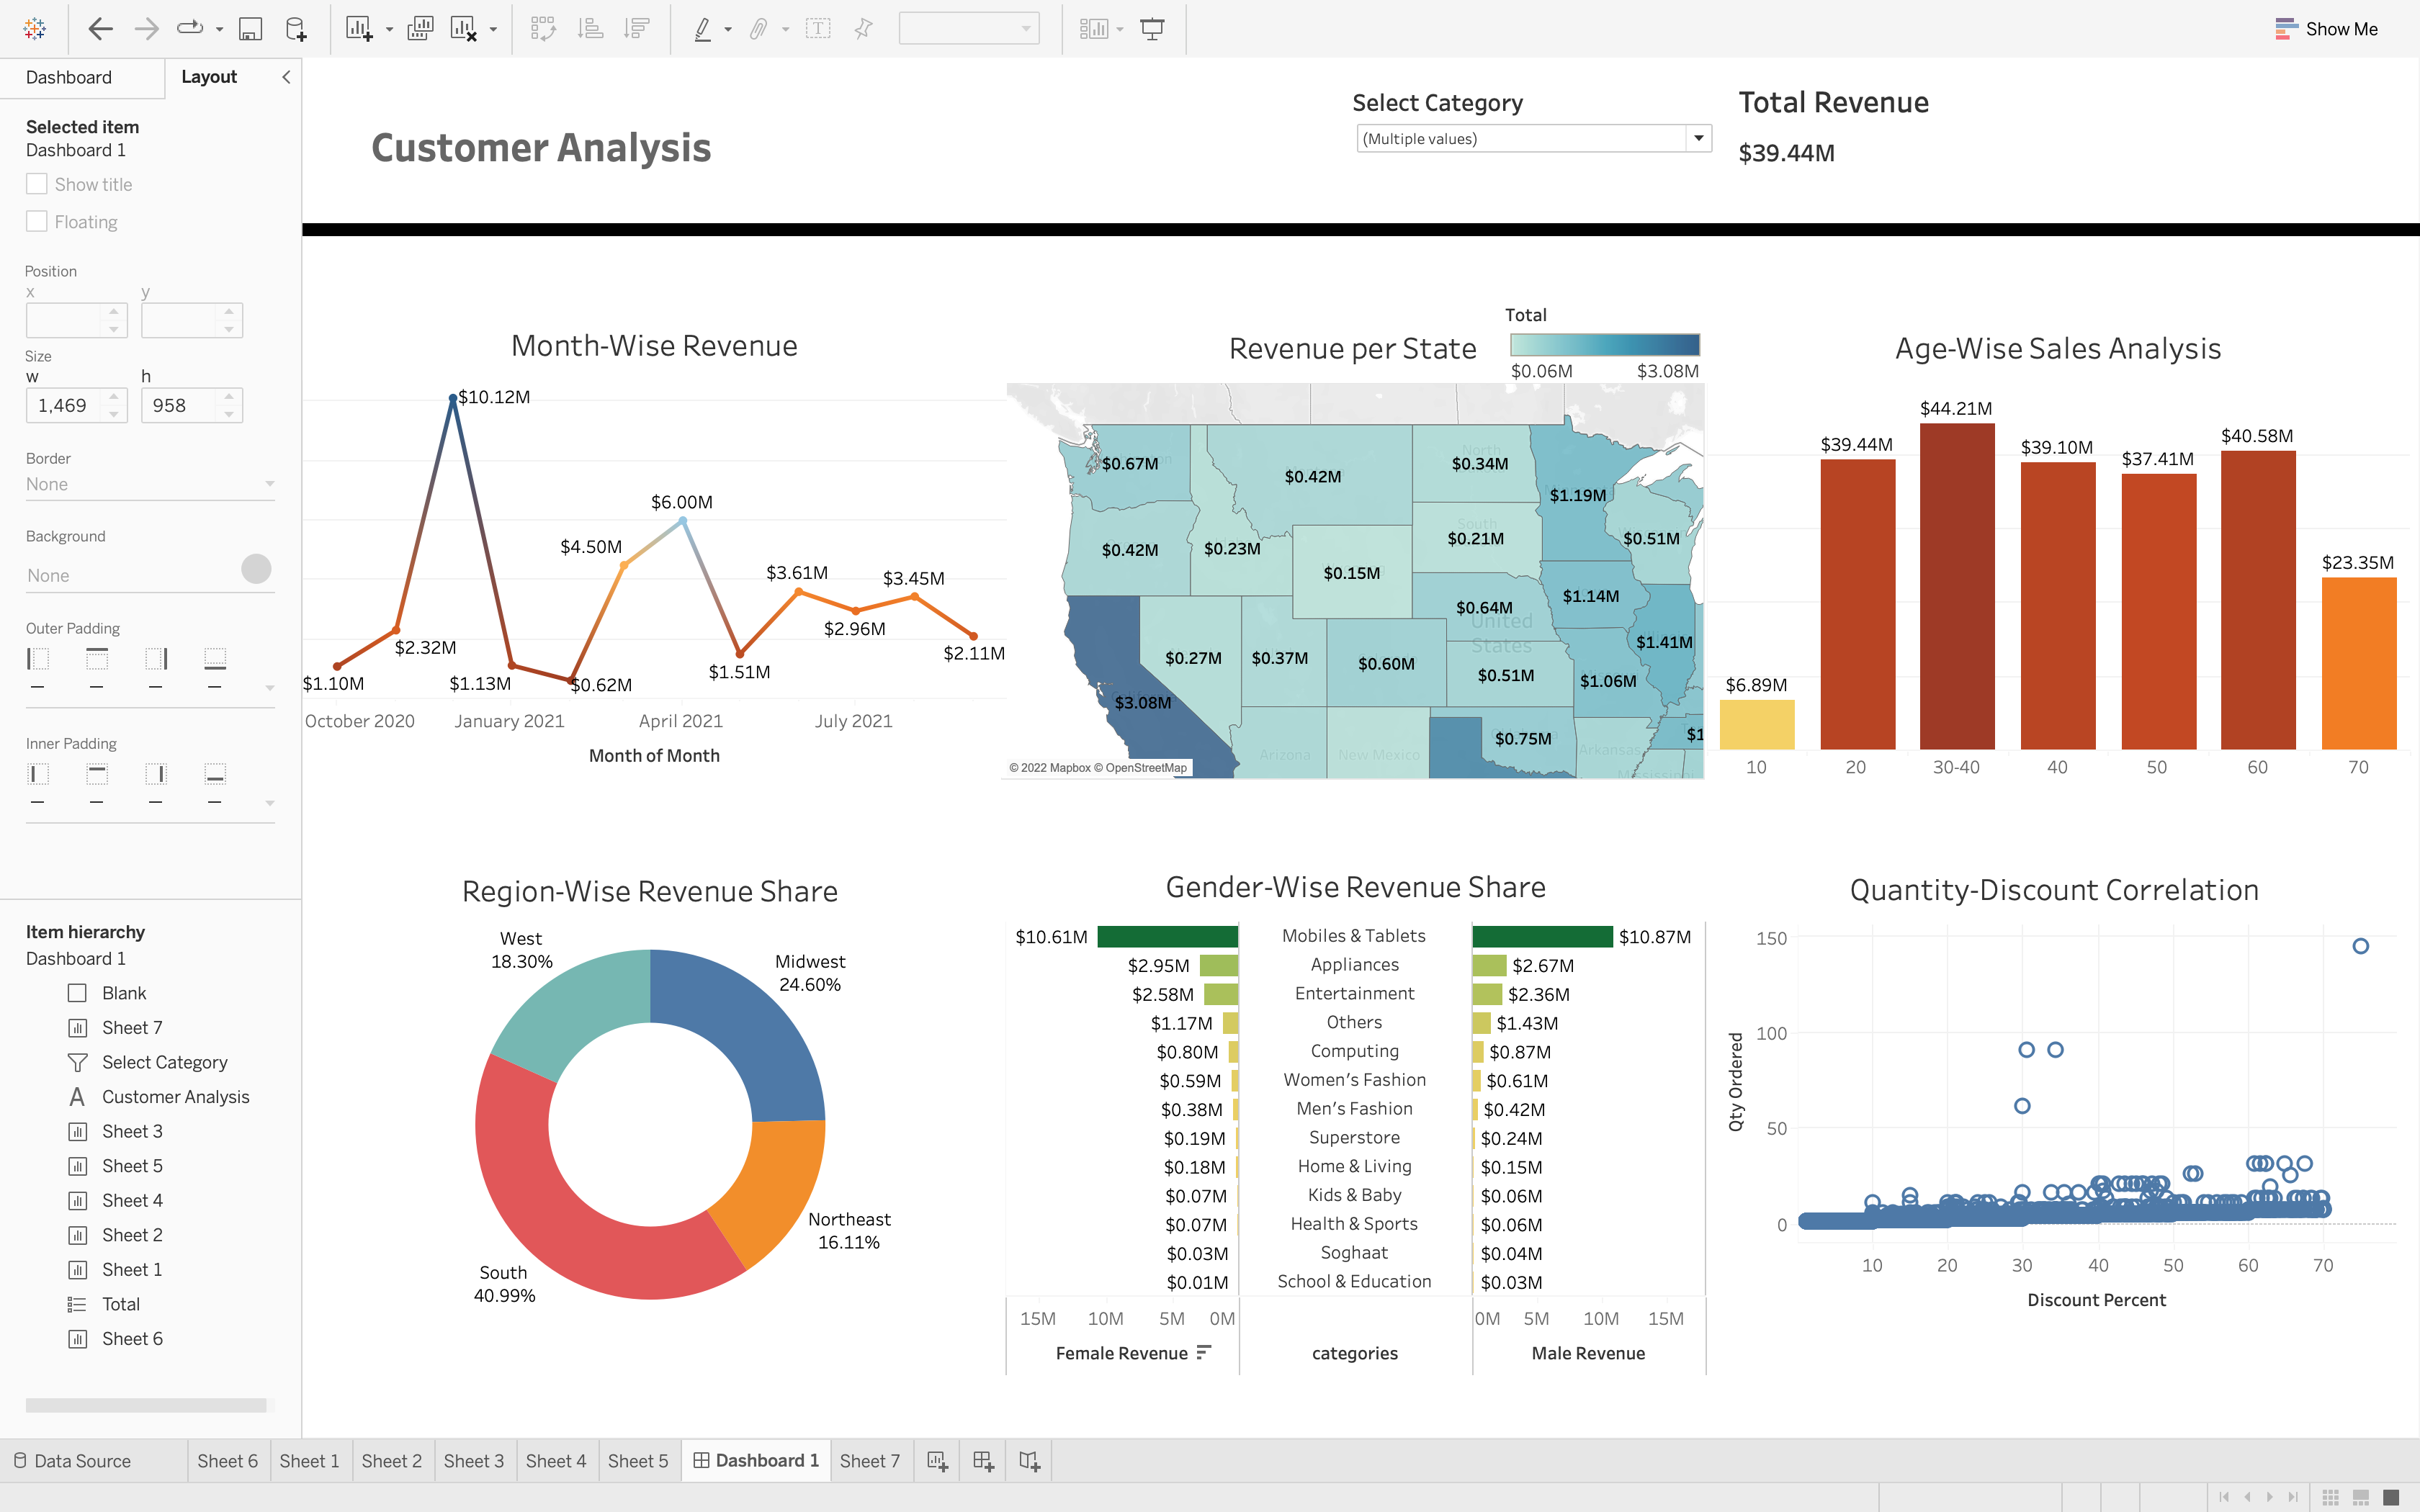 Show Me
Dashboard
Layout
Selected item
Dashboard 1
Show title
Floating
Position
x
y
Size
w
h
1,469
958
Border
None
Background
None
Outer Padding
Inner Padding
Item hierarchy
Dashboard 1
Blank
Sheet 7
Select Category
Customer Analysis
Sheet 3
Sheet 5
Sheet 4
Sheet 2
Sheet 1
Total
Sheet 6
Customer Analysis
Select Category
(Multiple values)
Total Revenue
$39.44M
Month-Wise Revenue
$10.12M
$6.00M
$4.50M
$3.61M
$3.45M
$2.96M
$2.32M
$2.11M
$1.51M
$1.10M
$1.13M
$0.62M
October 2020
January 2021
April 2021
July 2021
Month of Month
Revenue per State
Total
$0.06M
$3.08M
$0.67M
$0.42M
North
$0.34M
$1.19M
$0.42M
$0.23M
South
$0.21M
$0.51M
$0.15M
$1.14M
$0.64M
United
States
$1.41M
$0.27M
$0.37M
$0.60M
$0.51M
$1.06M
$3.08M
$0.75M
$1
Arizona
New Mexico
Arkansas
Mississippi
© 2022 Mapbox © OpenStreetMap
Age-Wise Sales Analysis
$44.21M
$39.44M
$39.10M
$37.41M
$40.58M
$23.35M
$6.89M
10
20
30-40
40
50
60
70
Region-Wise Revenue Share
West
18.30%
Midwest
24.60%
Northeast
16.11%
South
40.99%
Gender-Wise Revenue Share
$10.61M Mobiles & Tablets $10.87M
$2.95M Appliances $2.67M
$2.58M Entertainment $2.36M
$1.17M Others $1.43M
$0.80M Computing $0.87M
$0.59M Women's Fashion $0.61M
$0.38M Men's Fashion $0.42M
$0.19M Superstore $0.24M
$0.18M Home & Living $0.15M
$0.07M Kids & Baby $0.06M
$0.07M Health & Sports $0.06M
$0.03M Soghaat $0.04M
$0.01M School & Education $0.03M
15M 10M 5M 0M
0M 5M 10M 15M
Female Revenue
categories
Male Revenue
Quantity-Discount Correlation
150
100
50
0
Qty Ordered
10 20 30 40 50 60 70
Discount Percent
Data Source
Sheet 6
Sheet 1
Sheet 2
Sheet 3
Sheet 4
Sheet 5
Dashboard 1
Sheet 7